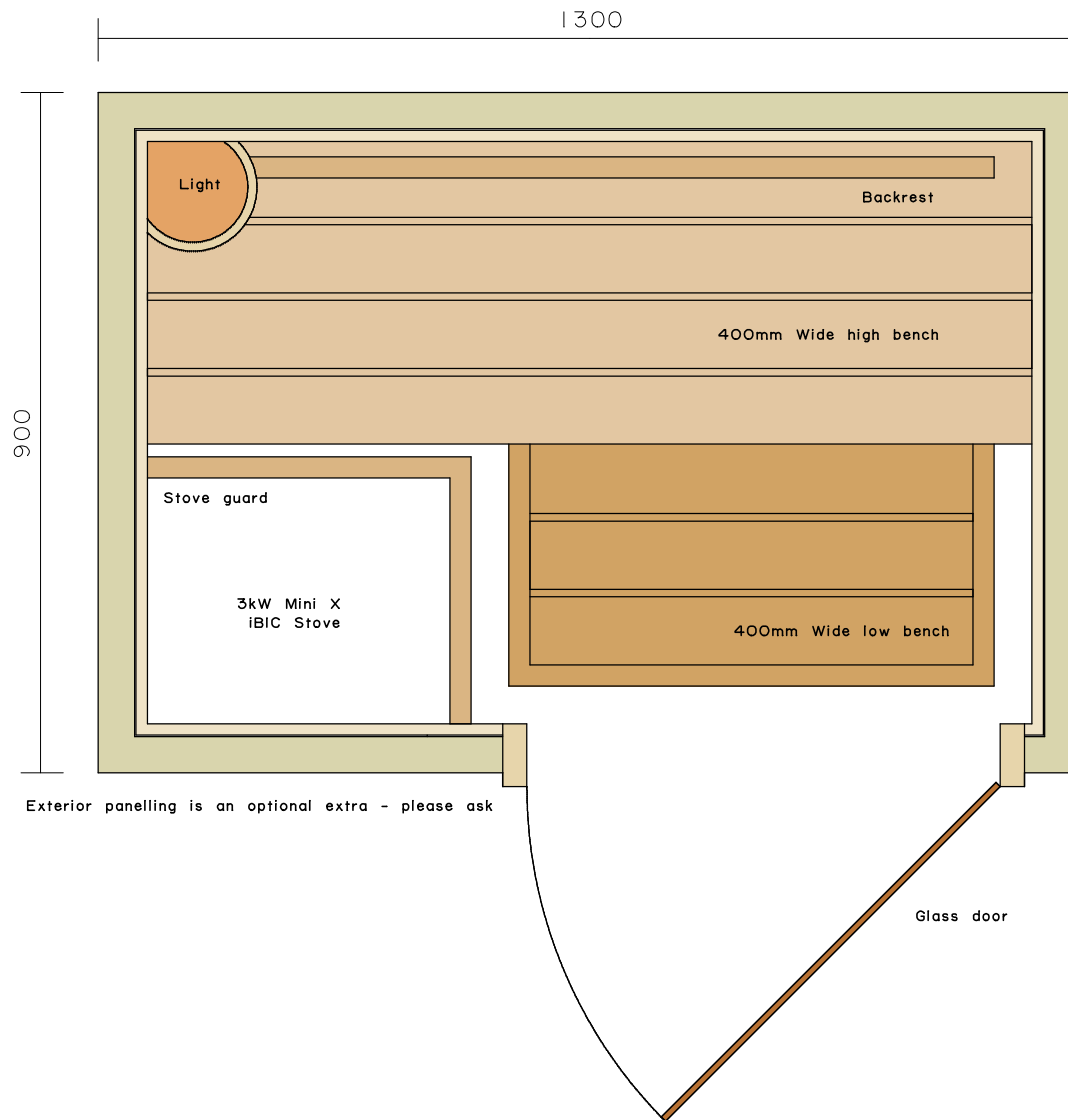 1300
900
Light
Backrest
400mm Wide high bench
Stove guard
3kW Mini X
iBIC Stove
400mm Wide low bench
Exterior panelling is an optional extra - please ask
Glass door